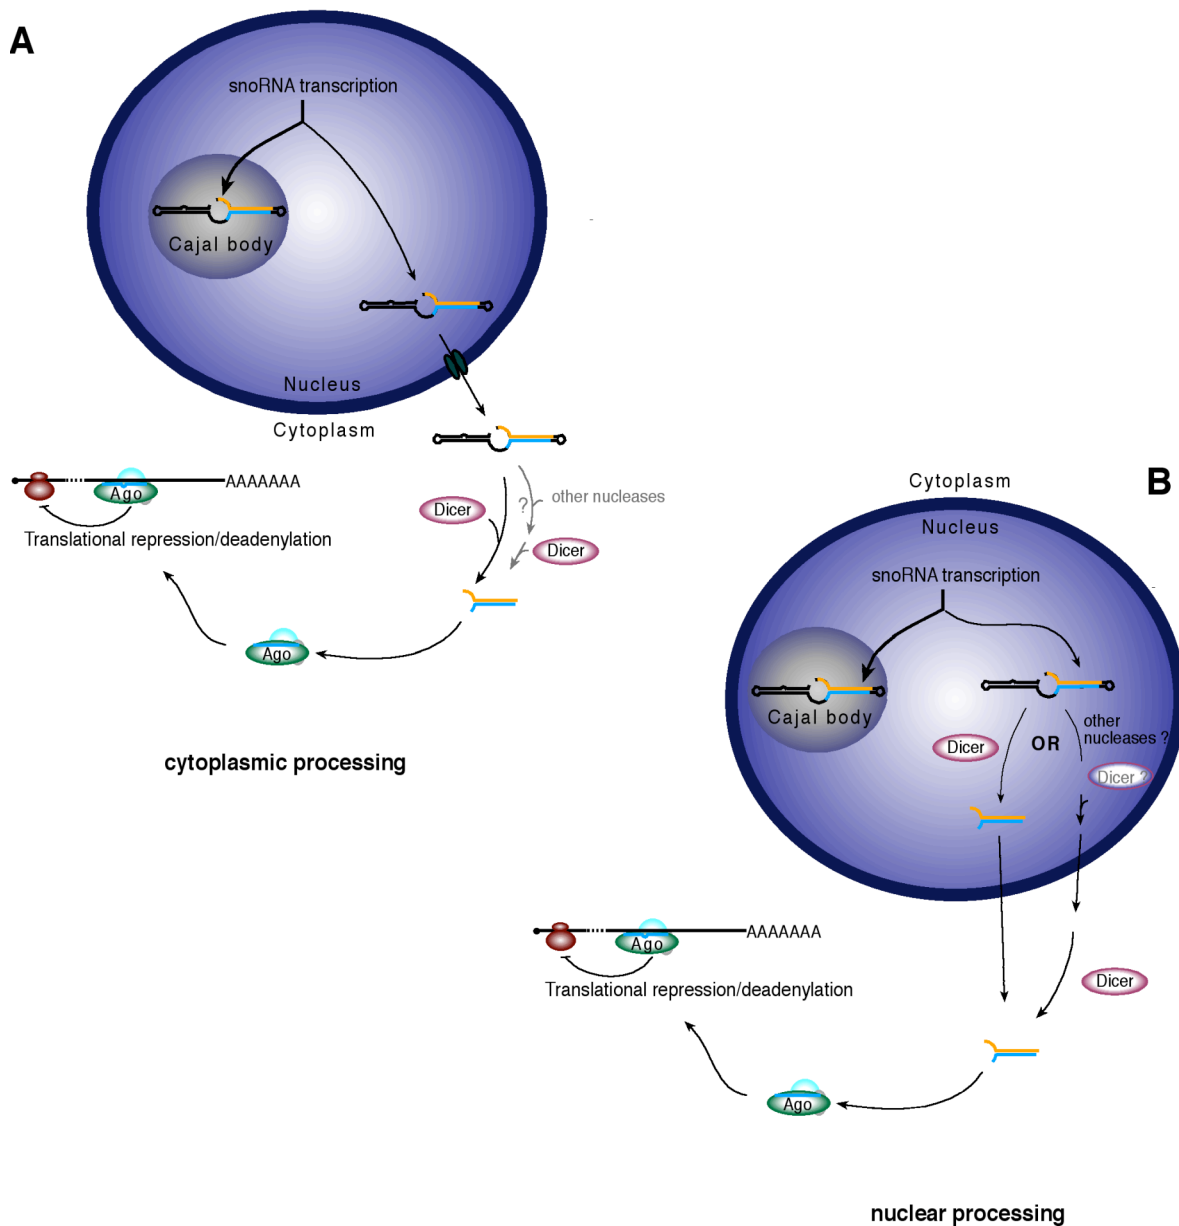 A
snoRNA transcription
Cajal body
Nucleus
Cytoplasm
AAAAAAA
Ago
Translational repression/deadenylation
Dicer
?
other nucleases
Dicer
Ago
cytoplasmic processing
B
Cytoplasm
Nucleus
snoRNA transcription
Cajal body
Dicer
OR
other
nucleases ?
Dicer ?
AAAAAAA
Ago
Translational repression/deadenylation
Dicer
Ago
nuclear processing